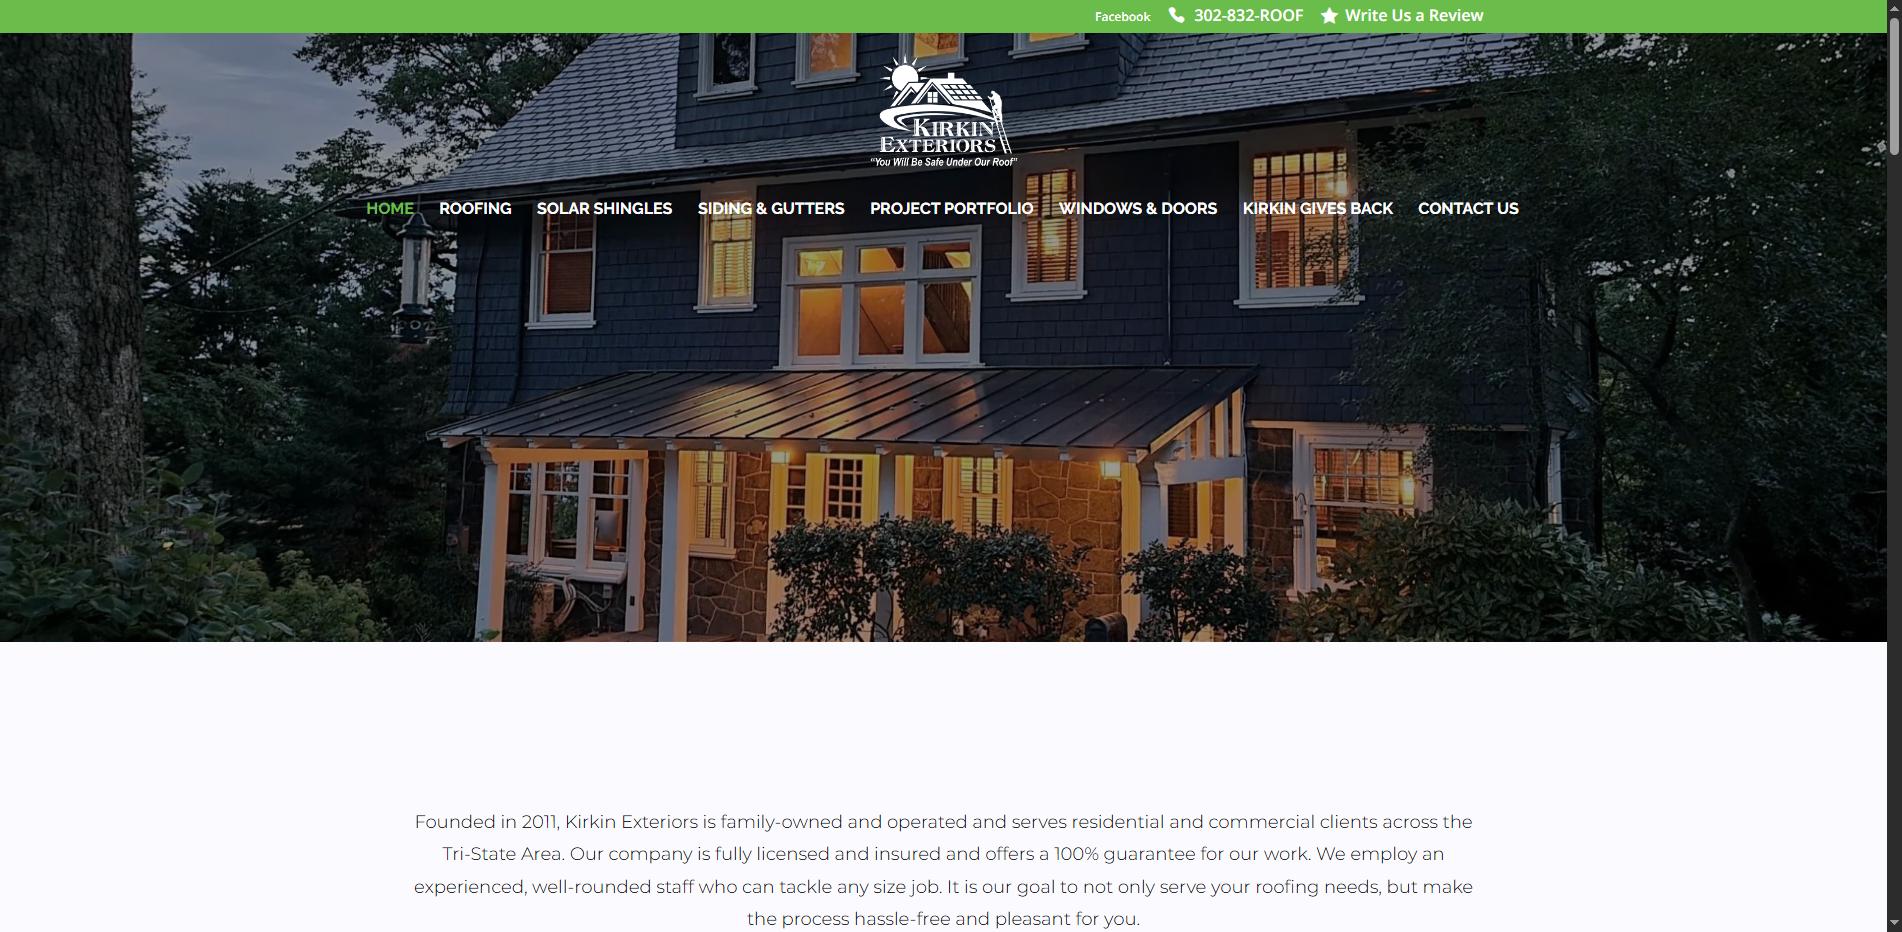 Facebook 302-832-ROOF Write Us a Review
KIRKIN
EXTERIORS
"You Will Be Safe Under Our Roof"
HOME ROOFING SOLAR SHINGLES SIDING & GUTTERS PROJECT PORTFOLIO WINDOWS & DOORS KIRKIN GIVES BACK CONTACT US
Founded in 2011, Kirkin Exteriors is family-owned and operated and serves residential and commercial clients across the
Tri-State Area. Our company is fully licensed and insured and offers a 100% guarantee for our work. We employ an
experienced, well-rounded staff who can tackle any size job. It is our goal to not only serve your roofing needs, but make
the process hassle-free and pleasant for you.